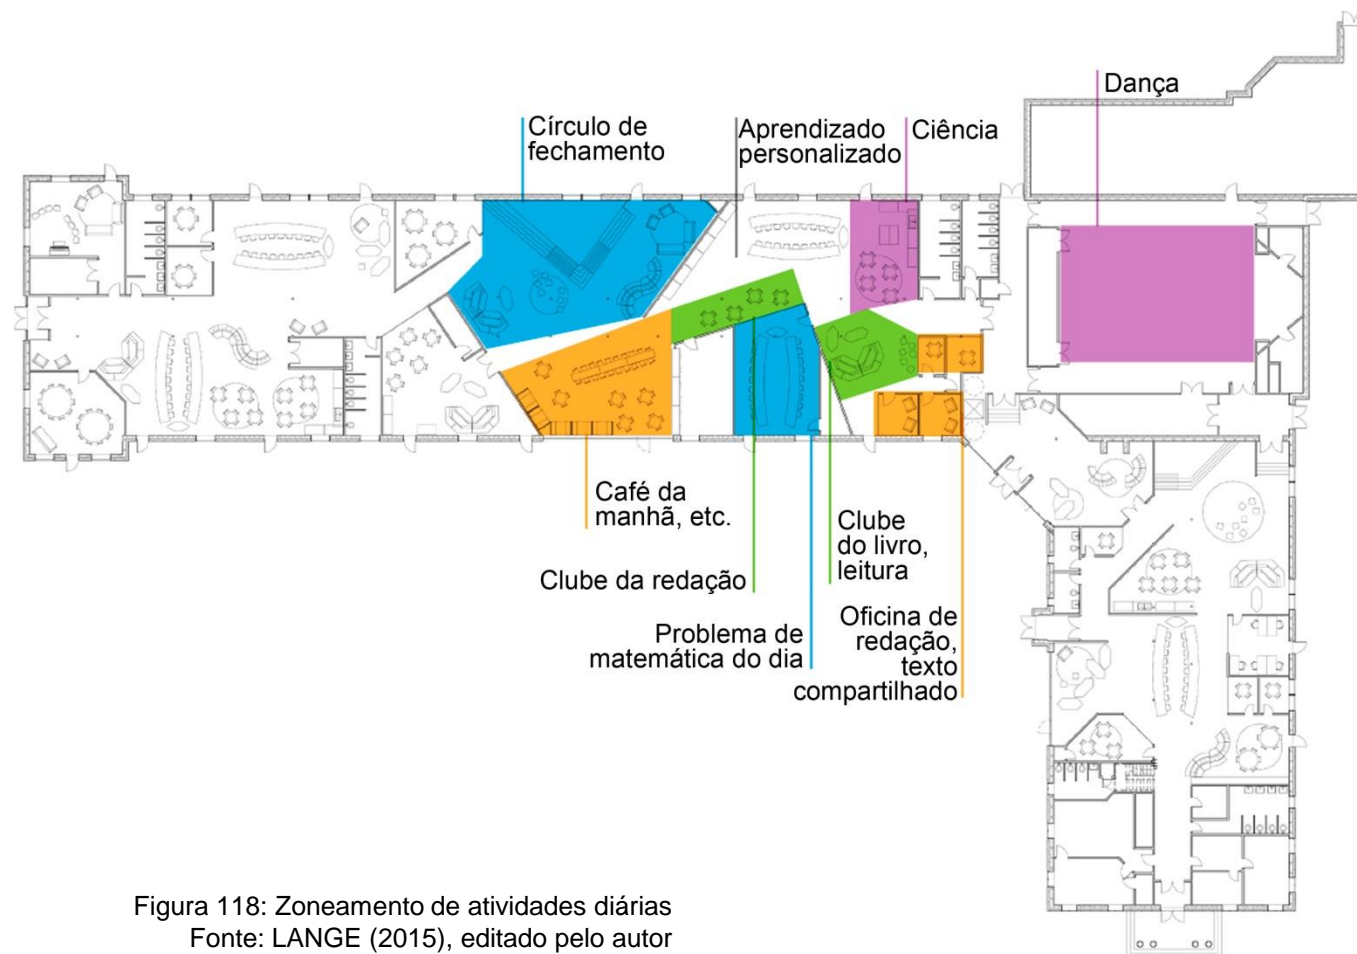 Dança
Círculo de
fechamento
Aprendizado
personalizado
Ciência
Café da
manhã, etc.
Clube da redação
Problema de
matemática do dia
Clube
do livro,
leitura
Oficina de
redação,
texto
compartilhado
Figura 118: Zoneamento de atividades diárias
Fonte: LANGE (2015), editado pelo autor